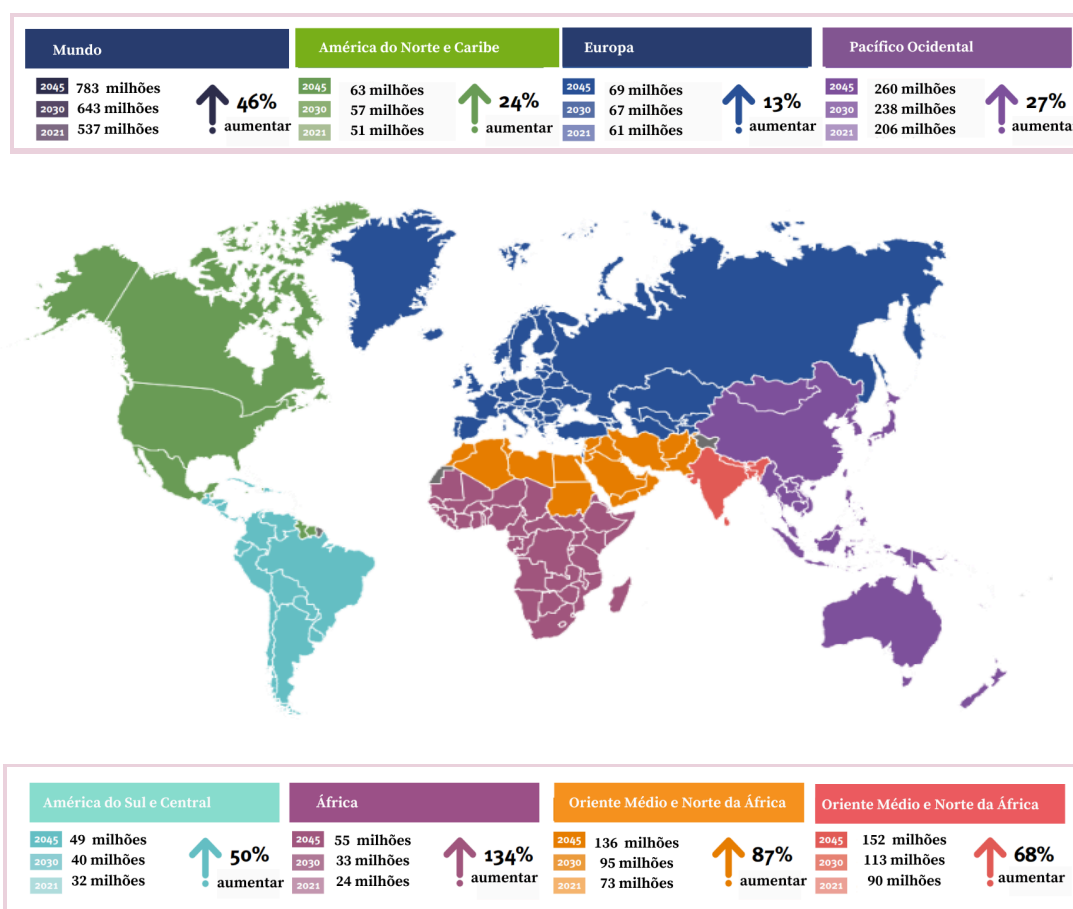 Mundo
2045 783 milhões
2030 643 milhões
2021 537 milhões
46%
aumentar
América do Norte e Caribe
2045 63 milhões
2030 57 milhões
2021 51 milhões
24%
aumentar
Europa
2045 69 milhões
2030 67 milhões
2021 61 milhões
13%
aumentar
Pacífico Ocidental
2045 260 milhões
2030 238 milhões
2021 206 milhões
27%
aumenta
América do Sul e Central
2045 49 milhões
2030 40 milhões
2021 32 milhões
50%
aumentar
África
2045 55 milhões
2030 33 milhões
2021 24 milhões
134%
aumentar
Oriente Médio e Norte da África
2045 136 milhões
2030 95 milhões
2021 73 milhões
87%
aumentar
Oriente Médio e Norte da África
2045 152 milhões
2030 113 milhões
2021 90 milhões
68%
aumentar